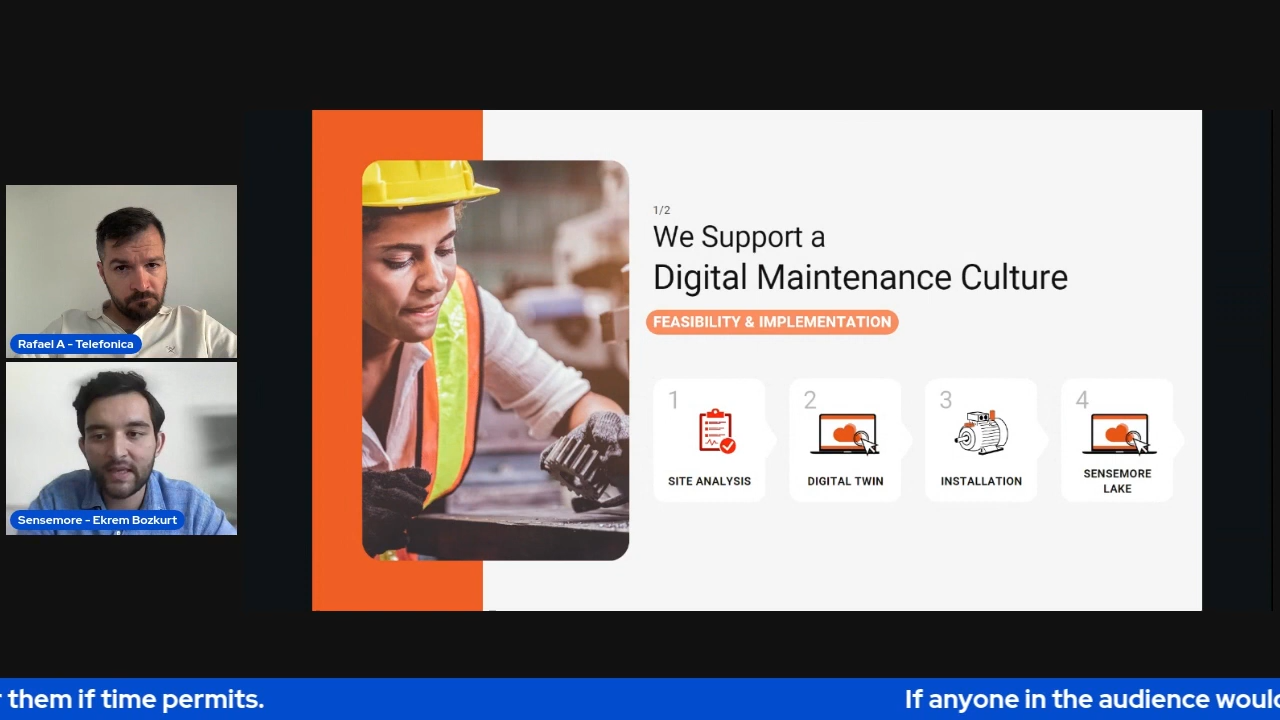 Rafael A - Telefonica
Sensemore - Ekrem Bozkurt
1/2
We Support a
Digital Maintenance Culture
FEASIBILITY & IMPLEMENTATION
1
SITE ANALYSIS
2
DIGITAL TWIN
3
INSTALLATION
4
SENSEMORE
LAKE
them if time permits.
If anyone in the audience would